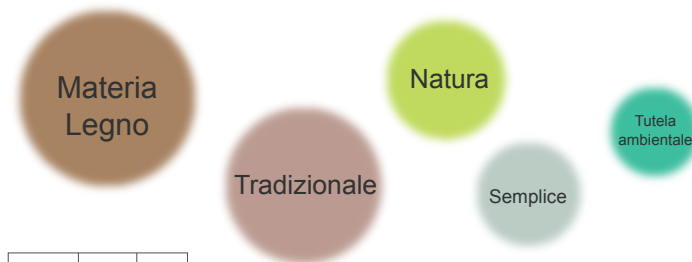 Materia
Legno
Natura
Tradizionale
Tutela
ambientale
Semplice